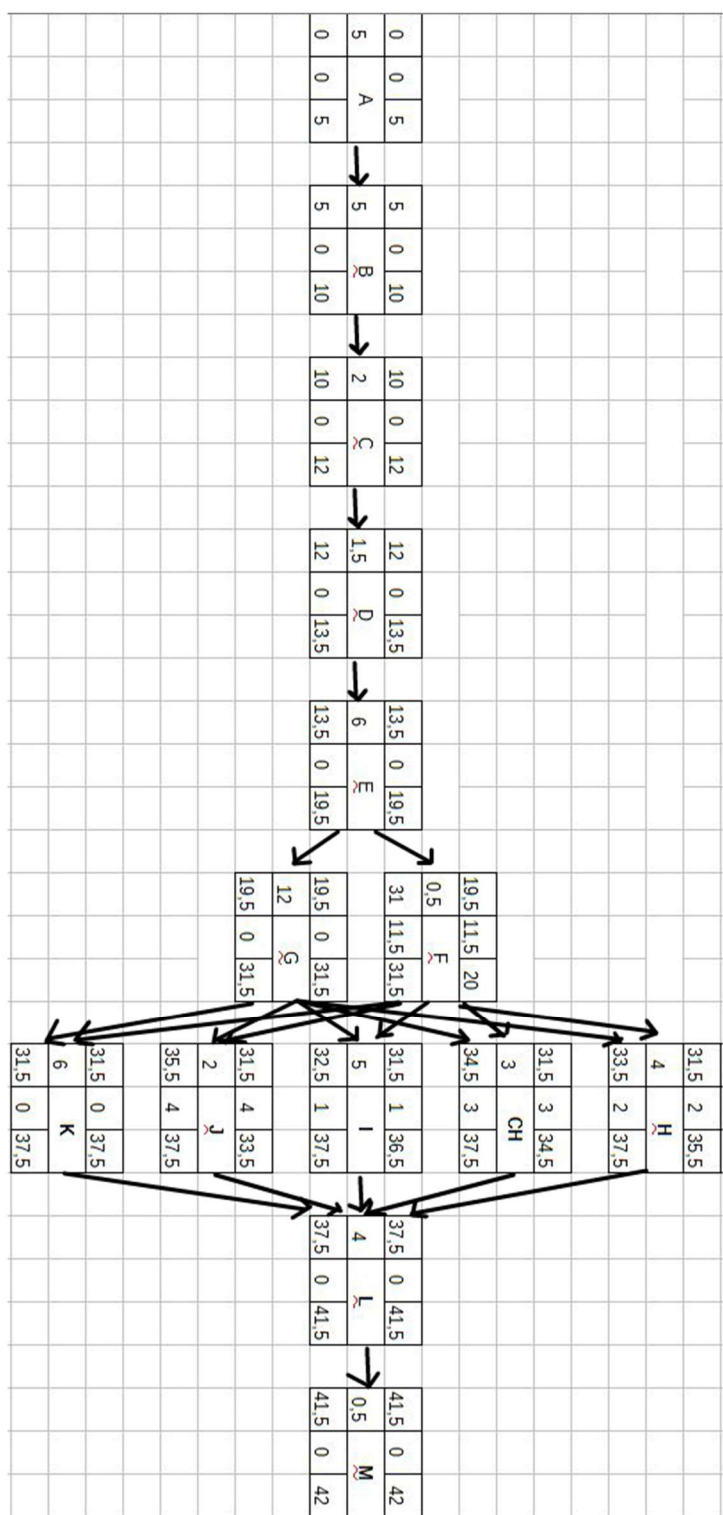 0 0 5
5 A
0 0 5
5 0 10
5 B
5 0 10
10 0 12
2 C
10 0 12
12 0 13,5
1,5 D
12 0 13,5
13,5 0 19,5
6 E
13,5 0 19,5
19,5 11,5 20
0,5 F
31 11,5 31,5
19,5 0 31,5
12 G
19,5 0 31,5
31,5 2 35,5
4 H
33,5 2 37,5
31,5 3 34,5
3 CH
34,5 3 37,5
31,5 1 36,5
5 I
32,5 1 37,5
31,5 4 33,5
2 J
35,5 4 37,5
31,5 0 37,5
6 K
31,5 0 37,5
37,5 0 41,5
4 L
37,5 0 41,5
41,5 0 42
0,5 M
41,5 0 42